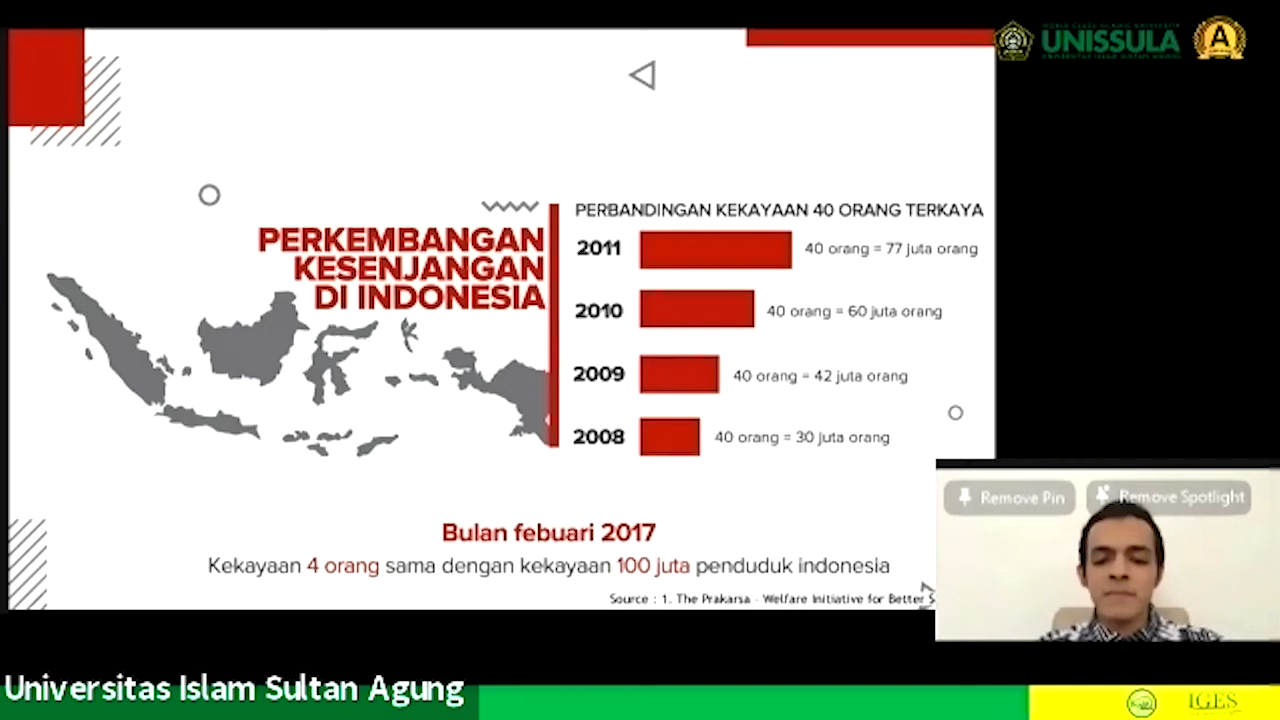 UNISSULA
A
PERBANDINGAN KEKAYAAN 40 ORANG TERKAYA
PERKEMBANGAN
KESENJANGAN
DI INDONESIA
2011 40 orang = 77 juta orang
2010 40 orang = 60 juta orang
2009 40 orang = 42 juta orang
2008 40 orang = 30 juta orang
Remove Pin
Remove Spotlight
Bulan febuari 2017
Kekayaan 4 orang sama dengan kekayaan 100 juta penduduk indonesia
Source : 1. The Prakarsa - Welfare Initiative for Better S
Universitas Islam Sultan Agung
IGES